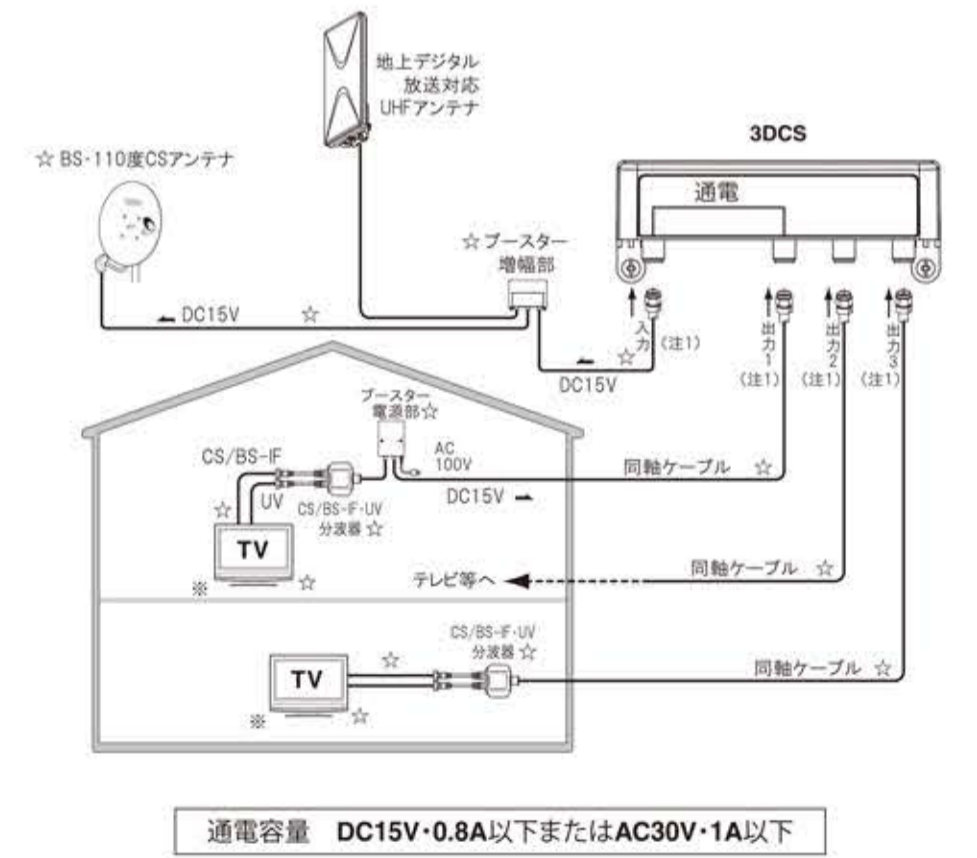 地上デジタル
放送対応
UHFアンテナ
3DCS
☆ BS・110度CSアンテナ
通電
☆ ブースター
増幅部
DC15V ☆
入力 (注1)
出力1 (注1)
出力2 (注1)
出力3 (注1)
☆
DC15V
ブースター
電源部☆
AC
100V
CS/BS-IF
UV
☆
CS/BS-IF・UV
分波器 ☆
DC15V
同軸ケーブル ☆
TV
※ ☆
テレビ等へ
同軸ケーブル ☆
CS/BS-IF・UV
分波器 ☆
☆
TV
※ ☆
同軸ケーブル ☆
通電容量 DC15V・0.8A以下またはAC30V・1A以下